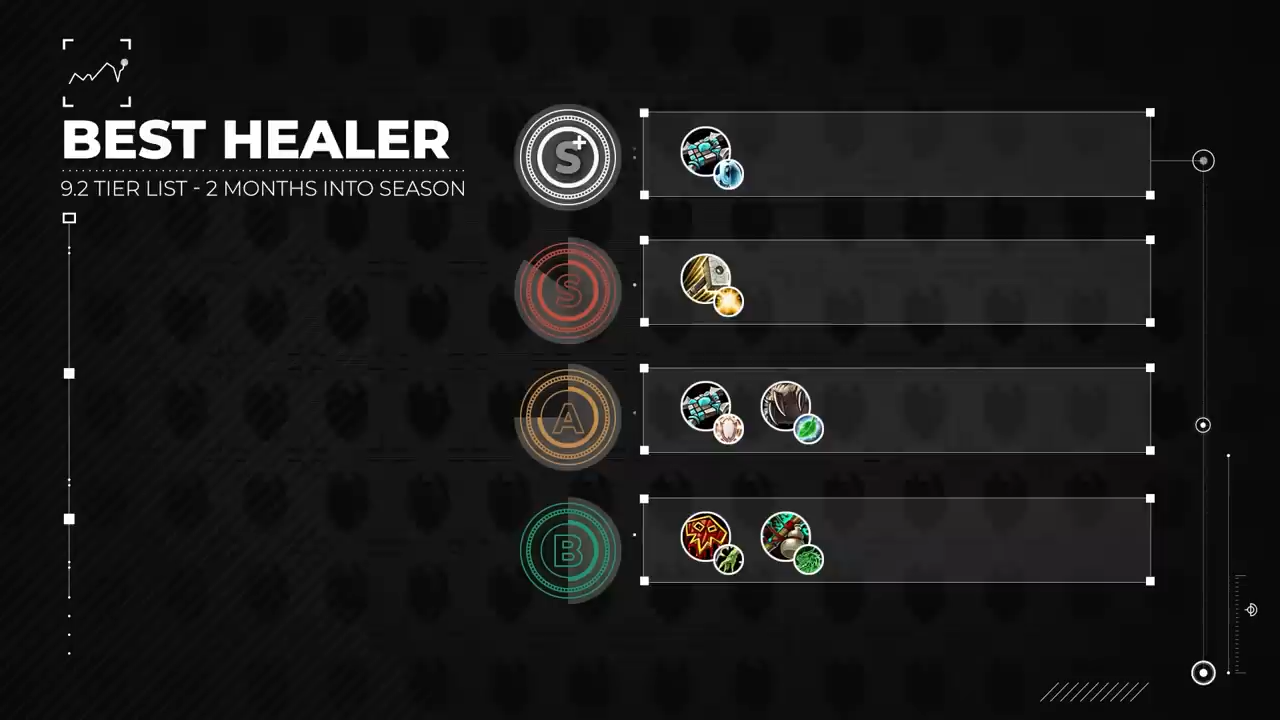 BEST HEALER
9.2 TIER LIST - 2 MONTHS INTO SEASON
S+
S
A
B